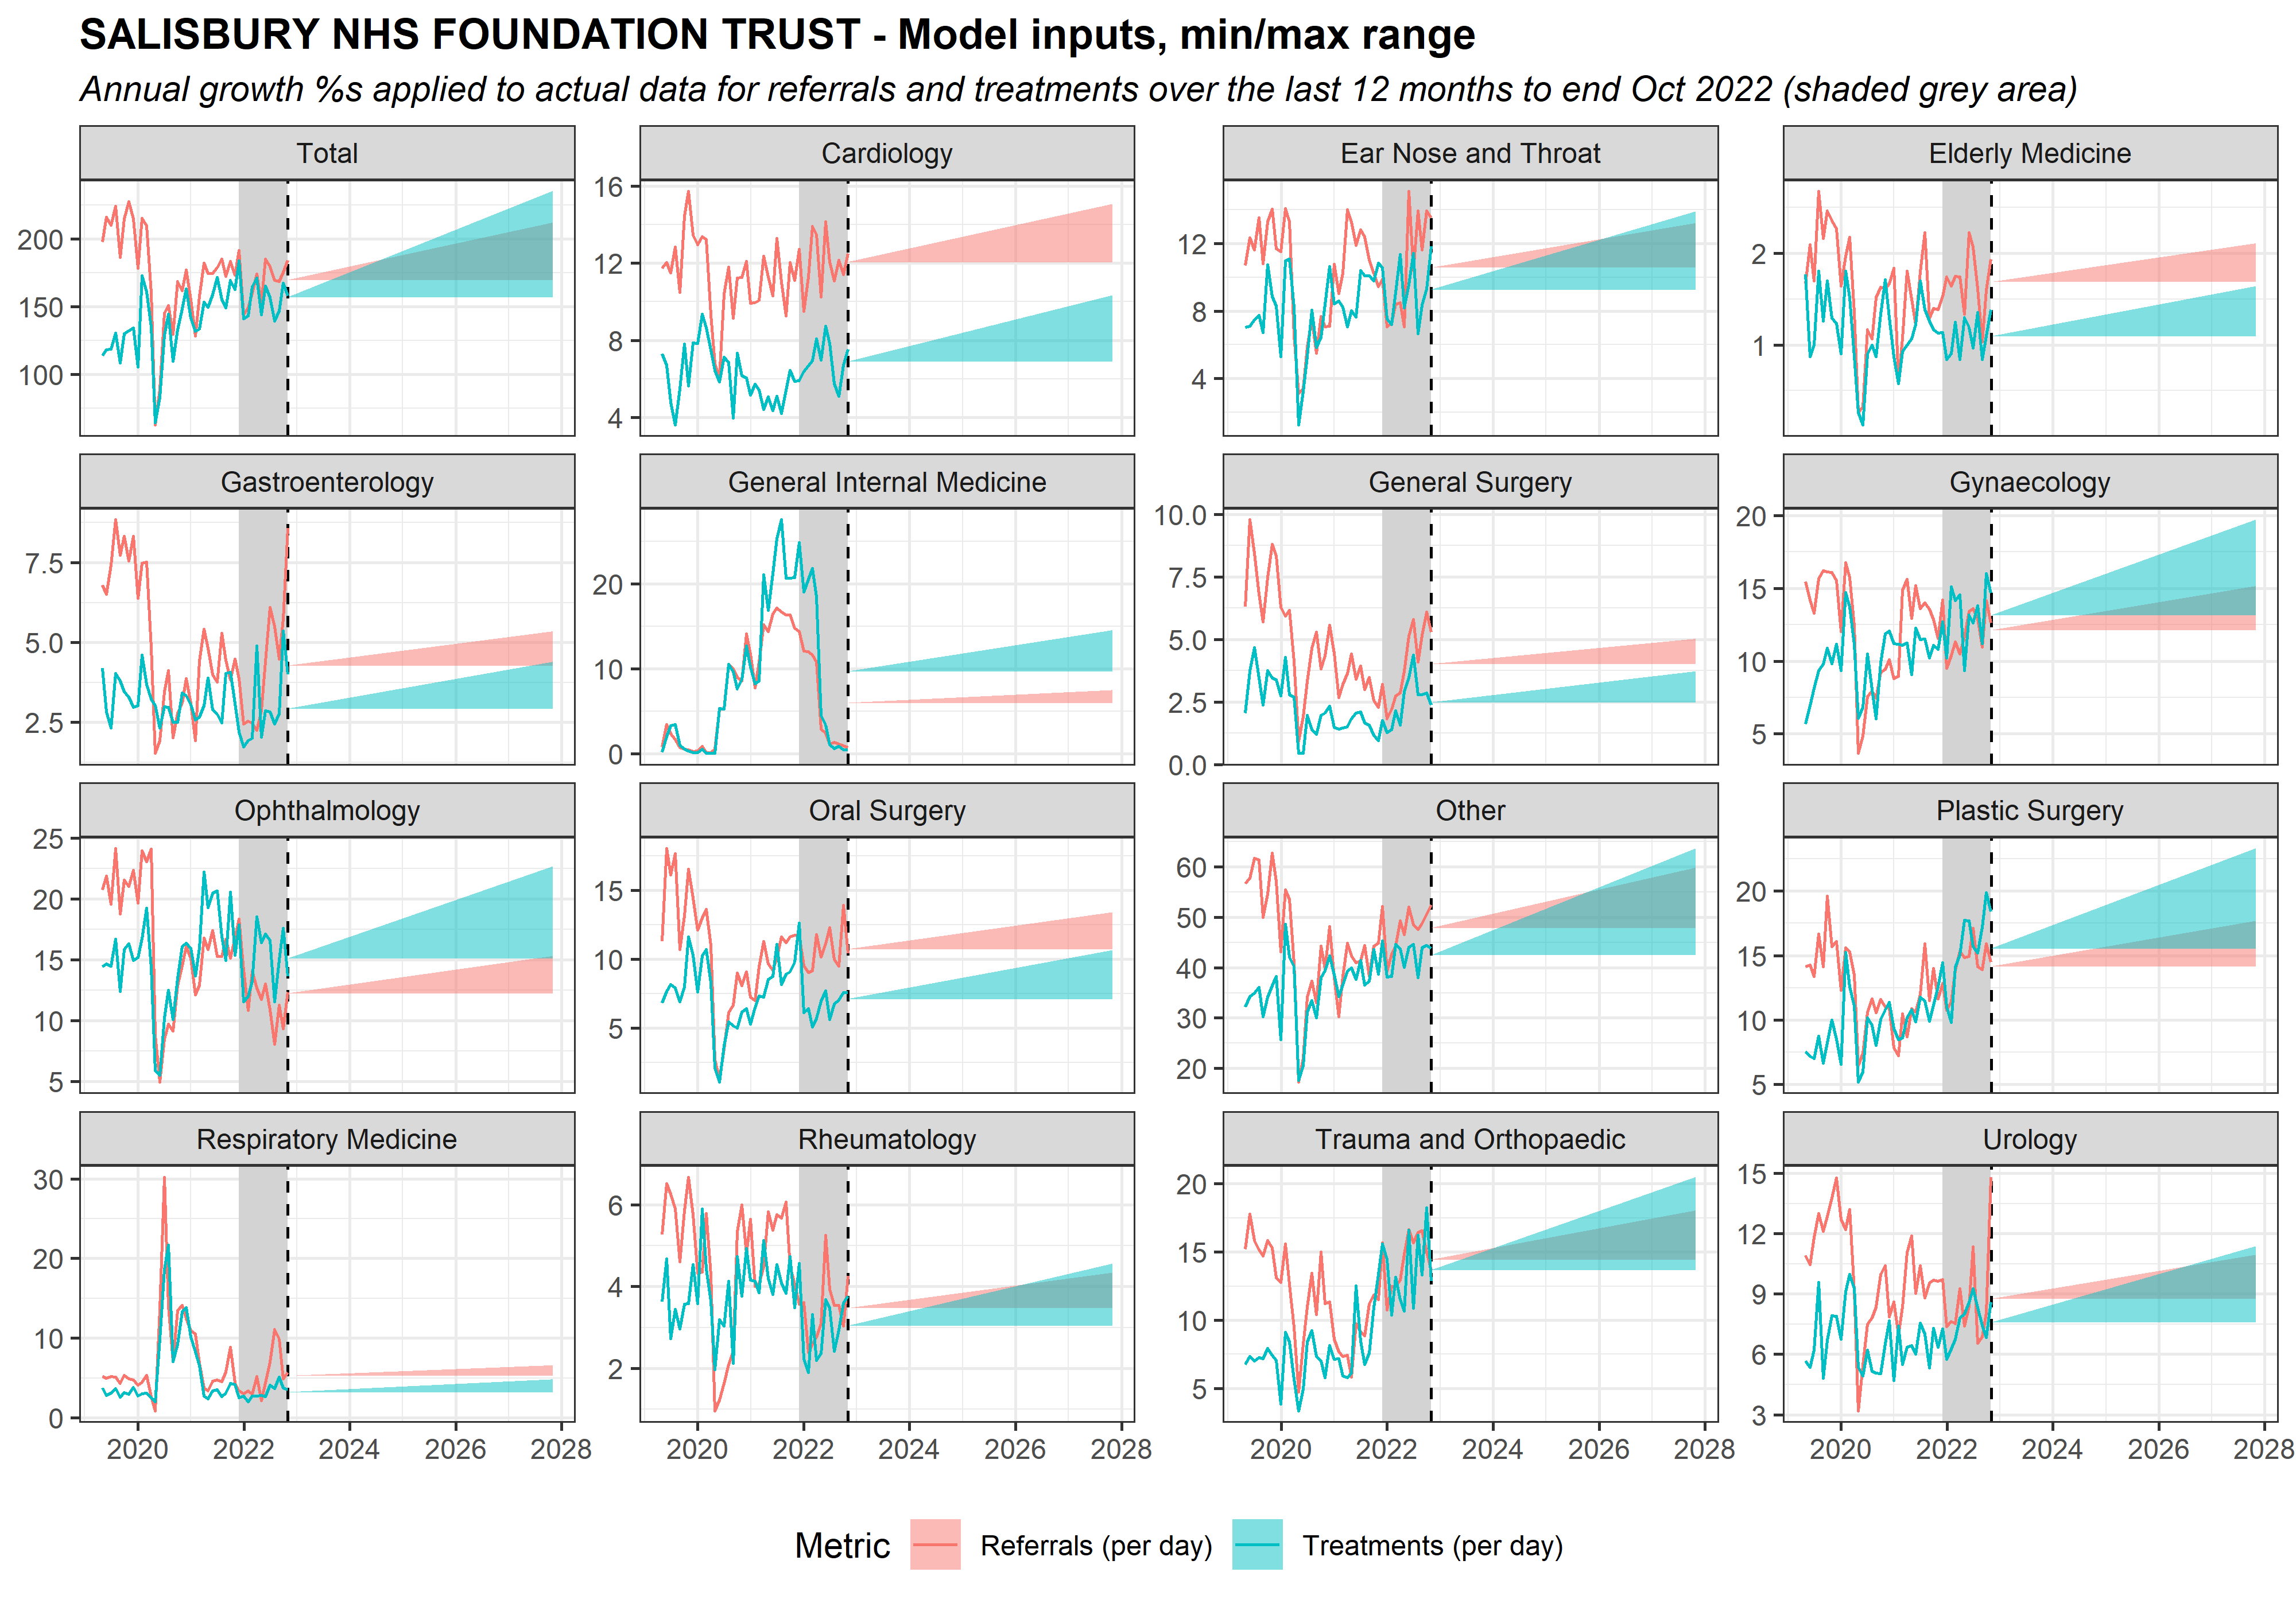 SALISBURY NHS FOUNDATION TRUST - Model inputs, min/max range
Annual growth %s applied to actual data for referrals and treatments over the last 12 months to end Oct 2022 (shaded grey area)
Total
Cardiology
Ear Nose and Throat
Elderly Medicine
200
150
100
16
12
8
4
12
8
4
2
1
Gastroenterology
General Internal Medicine
General Surgery
Gynaecology
7.5
5.0
2.5
20
10
0
10.0
7.5
5.0
2.5
0.0
20
15
10
5
Ophthalmology
Oral Surgery
Other
Plastic Surgery
25
20
15
10
5
15
10
5
60
50
40
30
20
20
15
10
5
Respiratory Medicine
Rheumatology
Trauma and Orthopaedic
Urology
30
20
10
0
6
4
2
20
15
10
5
15
12
9
6
3
2020 2022 2024 2026 2028
2020 2022 2024 2026 2028
2020 2022 2024 2026 2028
2020 2022 2024 2026 2028
Metric Referrals (per day) Treatments (per day)